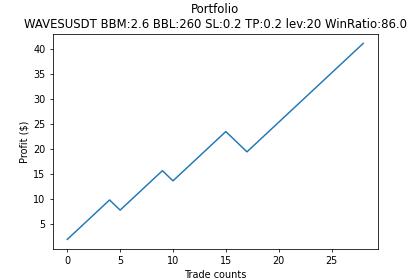 Portfolio
WAVESUSDT BBM:2.6 BBL:260 SL:0.2 TP:0.2 lev:20 WinRatio:86.0
Profit ($)
40
35
30
25
20
15
10
5
0 5 10 15 20 25
Trade counts